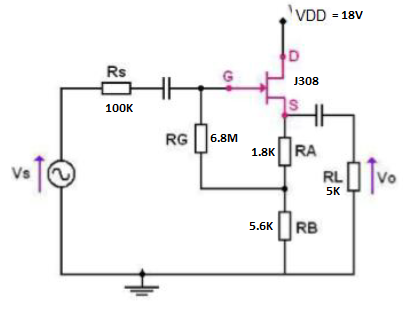 VDD = 18V
D
Rs
G
J308
100K
S
RG 6.8M
1.8K RA
Vs
RL
5K
Vo
5.6K RB